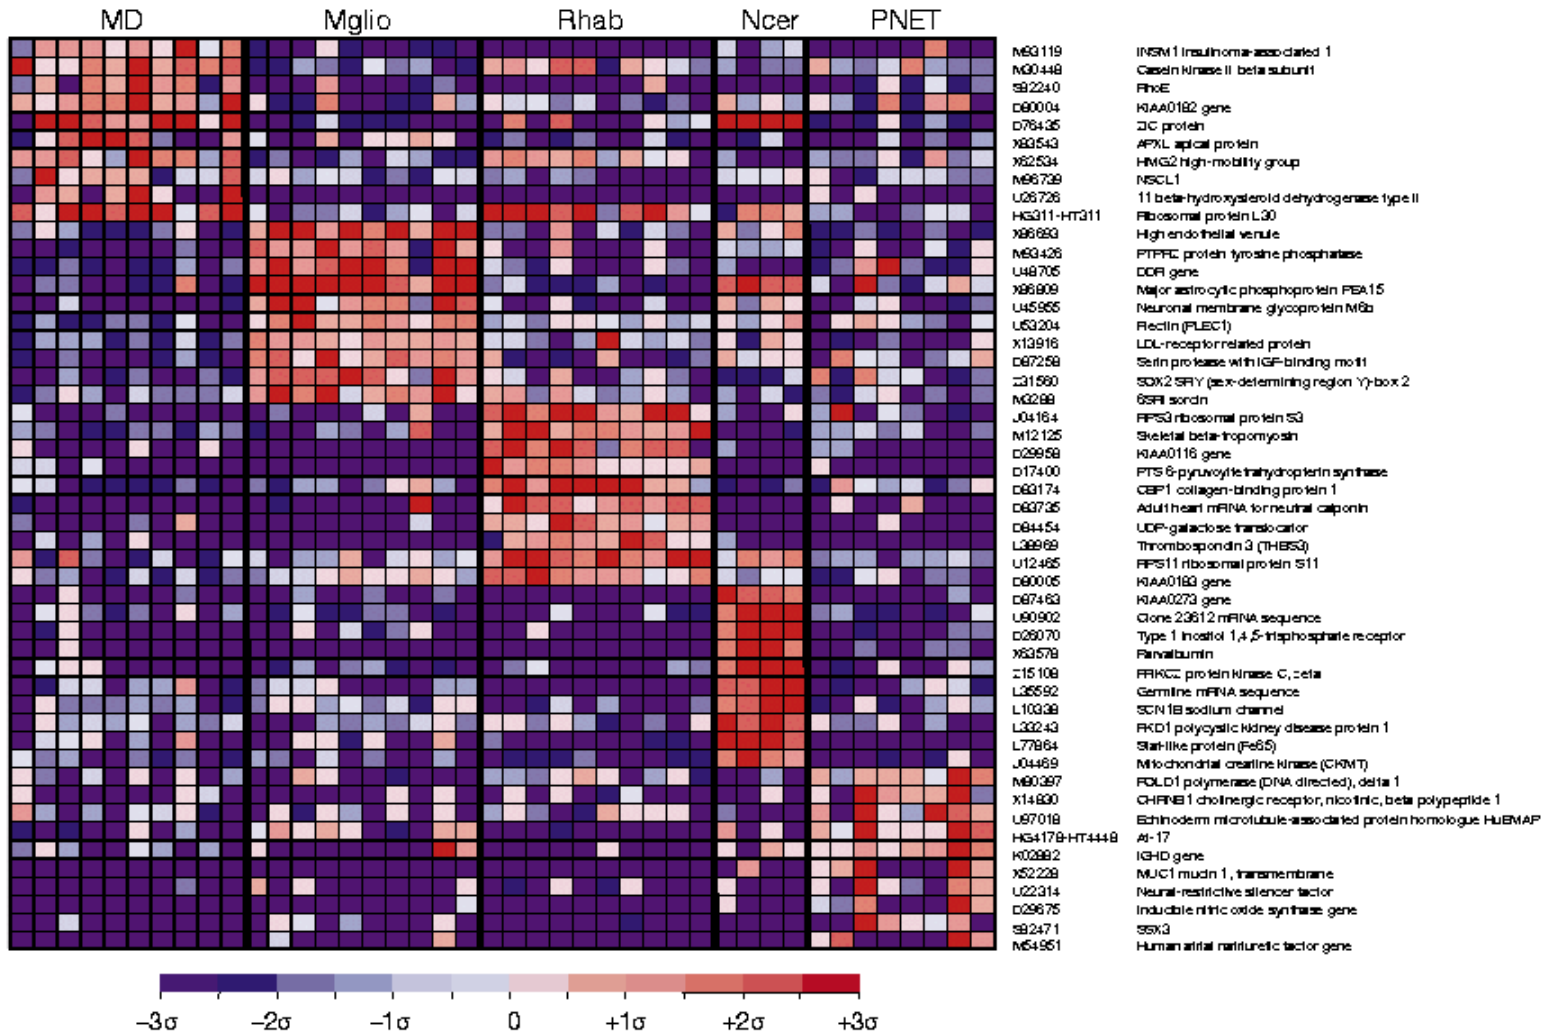 MD Mglio Rhab Ncer PNET
M93119 INSM1 insulinoma-associated 1
M30448 Casein kinase II beta subunit
S82240 RhoE
D80004 KIAA0182 gene
D76435 ZIC protein
X83543 APXL apical protein
X62534 HMG2 high-mobility group
M96739 NSCL1
U26726 11 beta-hydroxysteroid dehydrogenase type II
HG311-HT311 Ribosomal protein L30
X86693 High endothelial venule
M93426 PTPRZ protein tyrosine phosphatase
U48705 DDR gene
X86809 Major astrocytic phosphoprotein PEA15
U45955 Neuronal membrane glycoprotein M6b
U53204 Plectin (PLEC1)
X13916 LDL-receptor related protein
D87258 Serin protease with IGF-binding motif
Z31560 SOX2 SRY (sex-determining region Y)-box 2
M3288 6SRI sorcin
J04164 RPS3 ribosomal protein S3
M12125 Skeletal beta-tropomyosin
D29958 KIAA0116 gene
D17400 PTS 6-pyruvoyltetrahydropterin synthase
D83174 CBP1 collagen-binding protein 1
D83735 Adult heart mRNA for neutral calponin
D84454 UDP-galactose translocator
L38969 Thrombospondin 3 (THBS3)
U12465 RPS11 ribosomal protein S11
D80005 KIAA0183 gene
D87463 KIAA0273 gene
U90902 Clone 23612 mRNA sequence
D26070 Type 1 inositol 1,4,5-trisphosphate receptor
X63578 Parvalbumin
Z15108 PRKCZ protein kinase C, zeta
L35592 Germline mRNA sequence
L10338 SCN1B sodium channel
L33243 PKD1 polycystic kidney disease protein 1
L77864 Stat-like protein (Fe65)
J04469 Mitochondrial creatine kinase (CKMT)
M80397 POLD1 polymerase (DNA directed), delta 1
X14830 CHRNB1 cholinergic receptor, nicotinic, beta polypeptide 1
U97018 Echinoderm microtubule-associated protein homologue HuEMAP
HG4178-HT4448 Af-17
K02882 IGHD gene
X52228 MUC1 mucin 1, transmembrane
U22314 Neural-restrictive silencer factor
D29675 Inducible nitric oxide synthase gene
S82471 SSX3
M54951 Human atrial natriuretic factor gene
−3σ −2σ −1σ 0 +1σ +2σ +3σ